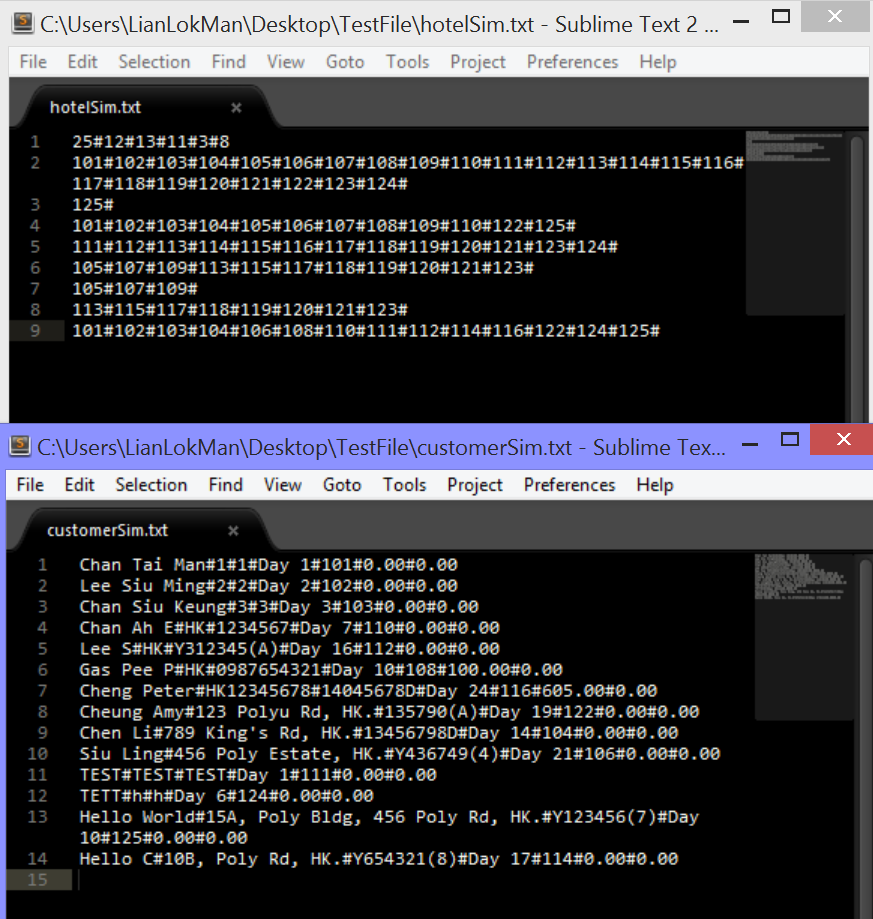 C:\Users\LianLokMan\Desktop\TestFile\hotelSim.txt - Sublime Text 2 ...
File Edit Selection Find View Goto Tools Project Preferences Help
hotelSim.txt
1 25#12#13#11#3#8
2 101#102#103#104#105#106#107#108#109#110#111#112#113#114#115#116#
117#118#119#120#121#122#123#124#
3 125#
4 101#102#103#104#105#106#107#108#109#110#122#125#
5 111#112#113#114#115#116#117#118#119#120#121#123#124#
6 105#107#109#113#115#117#118#119#120#121#123#
7 105#107#109#
8 113#115#117#118#119#120#121#123#
9 101#102#103#104#106#108#110#111#112#114#116#122#124#125#
C:\Users\LianLokMan\Desktop\TestFile\customerSim.txt - Sublime Tex...
File Edit Selection Find View Goto Tools Project Preferences Help
customerSim.txt
1 Chan Tai Man#1#1#Day 1#101#0.00#0.00
2 Lee Siu Ming#2#2#Day 2#102#0.00#0.00
3 Chan Siu Keung#3#3#Day 3#103#0.00#0.00
4 Chan Ah E#HK#1234567#Day 7#110#0.00#0.00
5 Lee S#HK#Y312345(A)#Day 16#112#0.00#0.00
6 Gas Pee P#HK#0987654321#Day 10#108#100.00#0.00
7 Cheng Peter#HK12345678#14045678D#Day 24#116#605.00#0.00
8 Cheung Amy#123 Polyu Rd, HK.#135790(A)#Day 19#122#0.00#0.00
9 Chen Li#789 King's Rd, HK.#13456798D#Day 14#104#0.00#0.00
10 Siu Ling#456 Poly Estate, HK.#Y436749(4)#Day 21#106#0.00#0.00
11 TEST#TEST#TEST#Day 1#111#0.00#0.00
12 TETT#h#h#Day 6#124#0.00#0.00
13 Hello World#15A, Poly Bldg, 456 Poly Rd, HK.#Y123456(7)#Day
10#125#0.00#0.00
14 Hello C#10B, Poly Rd, HK.#Y654321(8)#Day 17#114#0.00#0.00
15